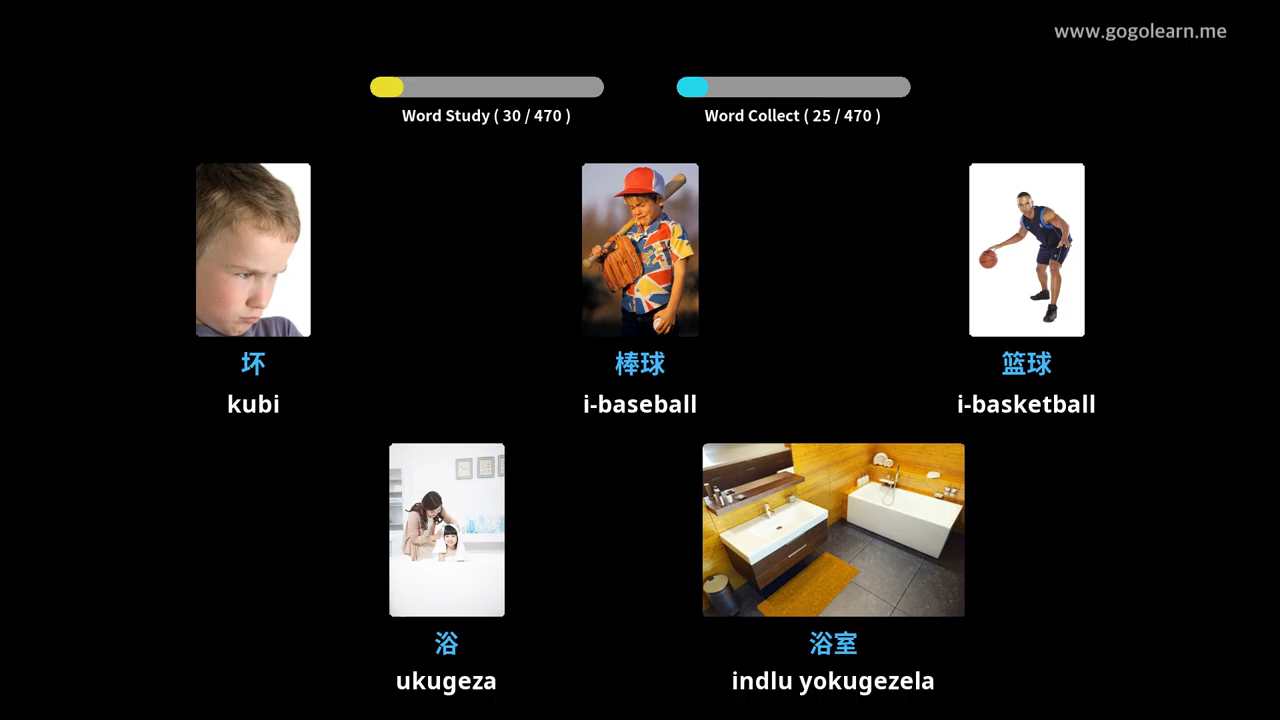 www.gogolearn.me
Word Study ( 30 / 470 )
Word Collect ( 25 / 470 )
坏
kubi
棒球
i-baseball
篮球
i-basketball
浴
ukugeza
浴室
indlu yokugezela